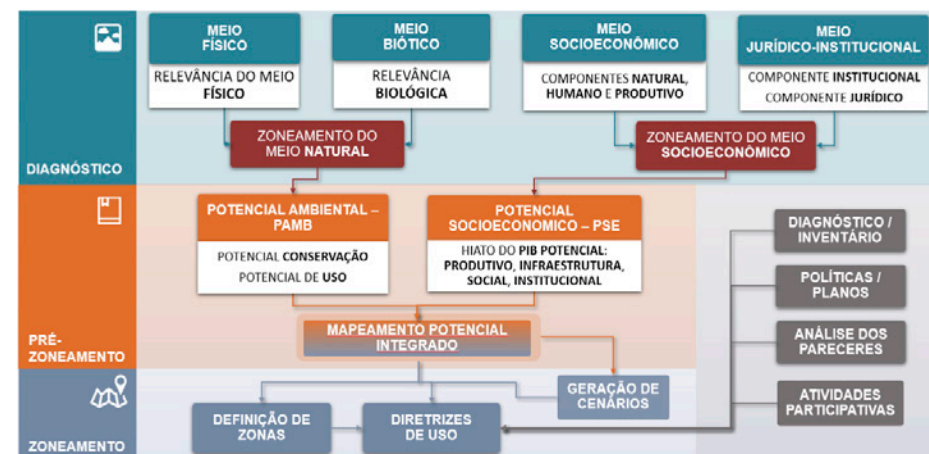 MEIO
FÍSICO
RELEVÂNCIA DO MEIO
FÍSICO
MEIO
BIÓTICO
RELEVÂNCIA
BIOLÓGICA
MEIO
SOCIOECONÔMICO
COMPONENTES NATURAL,
HUMANO E PRODUTIVO
MEIO
JURÍDICO-INSTITUCIONAL
COMPONENTE INSTITUCIONAL
COMPONENTE JURÍDICO
ZONEAMENTO DO
MEIO NATURAL
ZONEAMENTO DO MEIO
SOCIOECONÔMICO
DIAGNÓSTICO
POTENCIAL AMBIENTAL –
PAMB
POTENCIAL CONSERVAÇÃO
POTENCIAL DE USO
POTENCIAL
SOCIOECONOMICO – PSE
HIATO DO PIB POTENCIAL:
PRODUTIVO, INFRAESTRUTURA,
SOCIAL, INSTITUCIONAL
MAPEAMENTO POTENCIAL
INTEGRADO
PRÉ-
ZONEAMENTO
GERAÇÃO DE
CENÁRIOS
DEFINIÇÃO DE
ZONAS
DIRETRIZES
DE USO
ZONEAMENTO
DIAGNÓSTICO /
INVENTÁRIO
POLÍTICAS /
PLANOS
ANÁLISE DOS
PARECERES
ATIVIDADES
PARTICIPATIVAS